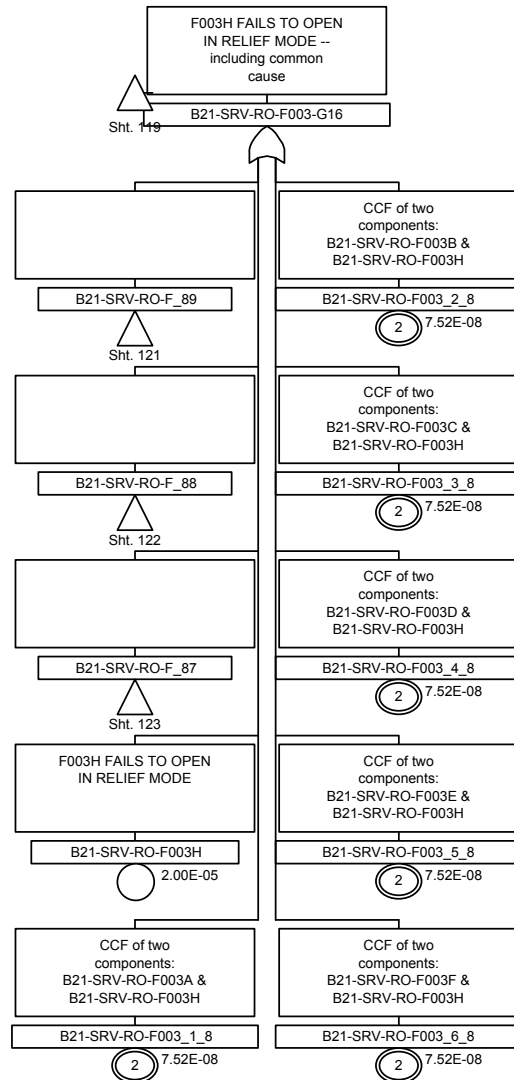 F003H FAILS TO OPEN
IN RELIEF MODE --
including common
cause
B21-SRV-RO-F003-G16
Sht. 119
B21-SRV-RO-F_89
Sht. 121
B21-SRV-RO-F_88
Sht. 122
B21-SRV-RO-F_87
Sht. 123
F003H FAILS TO OPEN
IN RELIEF MODE
B21-SRV-RO-F003H
2.00E-05
CCF of two
components:
B21-SRV-RO-F003A &
B21-SRV-RO-F003H
B21-SRV-RO-F003_1_8
2 7.52E-08
CCF of two
components:
B21-SRV-RO-F003B &
B21-SRV-RO-F003H
B21-SRV-RO-F003_2_8
2 7.52E-08
CCF of two
components:
B21-SRV-RO-F003C &
B21-SRV-RO-F003H
B21-SRV-RO-F003_3_8
2 7.52E-08
CCF of two
components:
B21-SRV-RO-F003D &
B21-SRV-RO-F003H
B21-SRV-RO-F003_4_8
2 7.52E-08
CCF of two
components:
B21-SRV-RO-F003E &
B21-SRV-RO-F003H
B21-SRV-RO-F003_5_8
2 7.52E-08
CCF of two
components:
B21-SRV-RO-F003F &
B21-SRV-RO-F003H
B21-SRV-RO-F003_6_8
2 7.52E-08